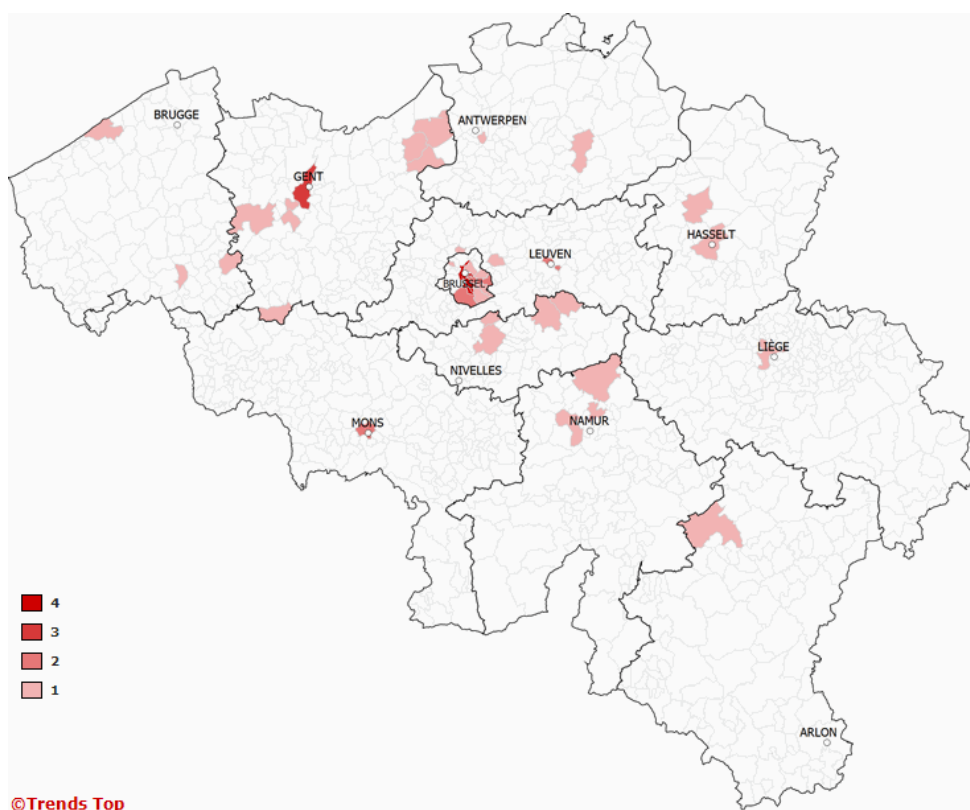 BRUGGE
ANTWERPEN
GENT
HASSELT
LEUVEN
BRUSSEL
LIÈGE
NIVELLES
MONS
NAMUR
4
3
2
1
ARLON
©Trends Top